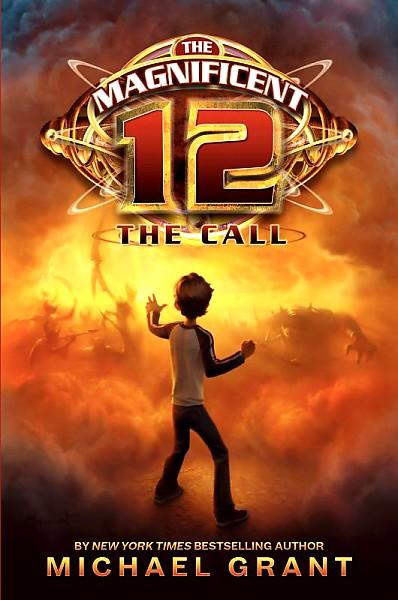 THE
MAGNIFICENT
12
THE CALL
BY NEW YORK TIMES BESTSELLING AUTHOR
MICHAEL GRANT